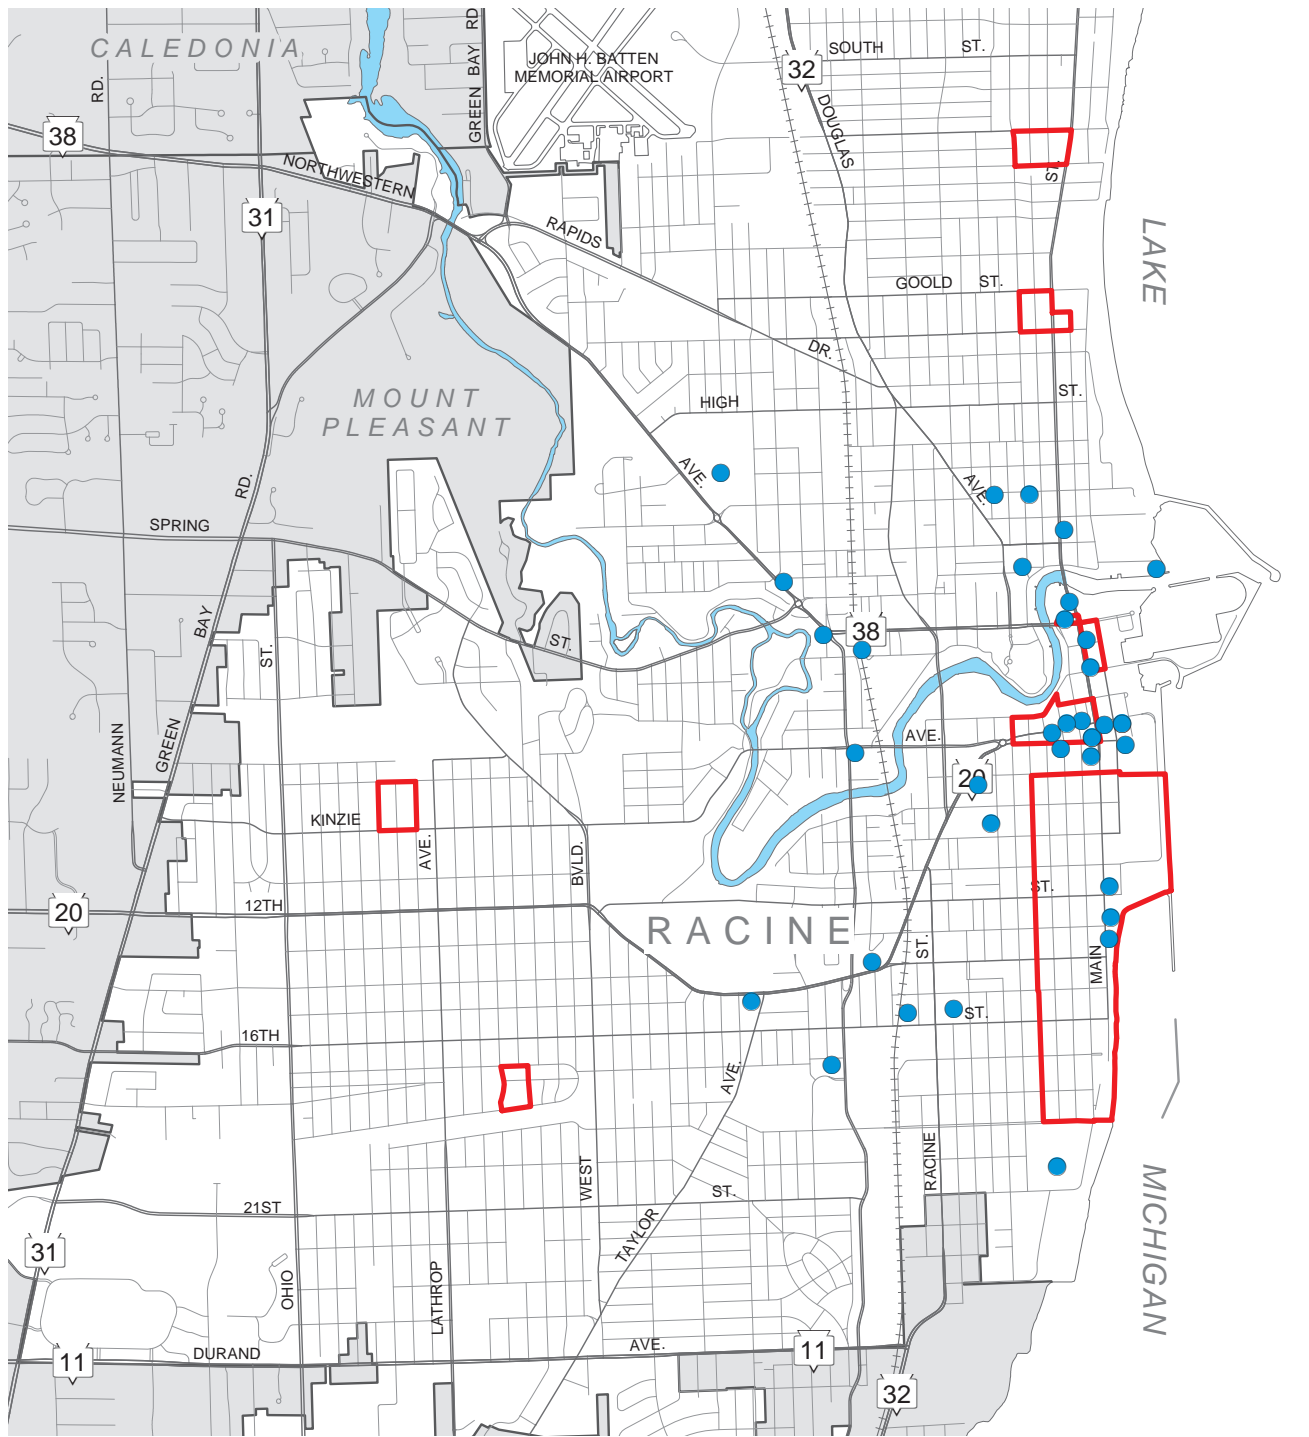 CALEDONIA
RD.
GREEN BAY RD
JOHN H. BATTEN
MEMORIAL AIRPORT
32
SOUTH ST.
DOUGLAS
38
NORTHWESTERN
31
RAPIDS
ST.
LAKE
GOOLD ST.
DR.
MOUNT
PLEASANT
HIGH
ST.
AVE.
AVE.
RD.
SPRING
BAY
ST.
ST.
38
GREEN
NEUMANN
AVE.
20
KINZIE
AVE.
BVLD.
20
12TH
ST.
RACINE
ST.
MAIN
16TH
ST.
AVE.
RACINE
WEST
ST.
21ST
TAYLOR
MICHIGAN
31
OHIO
LATHROP
11
DURAND
AVE.
11
32